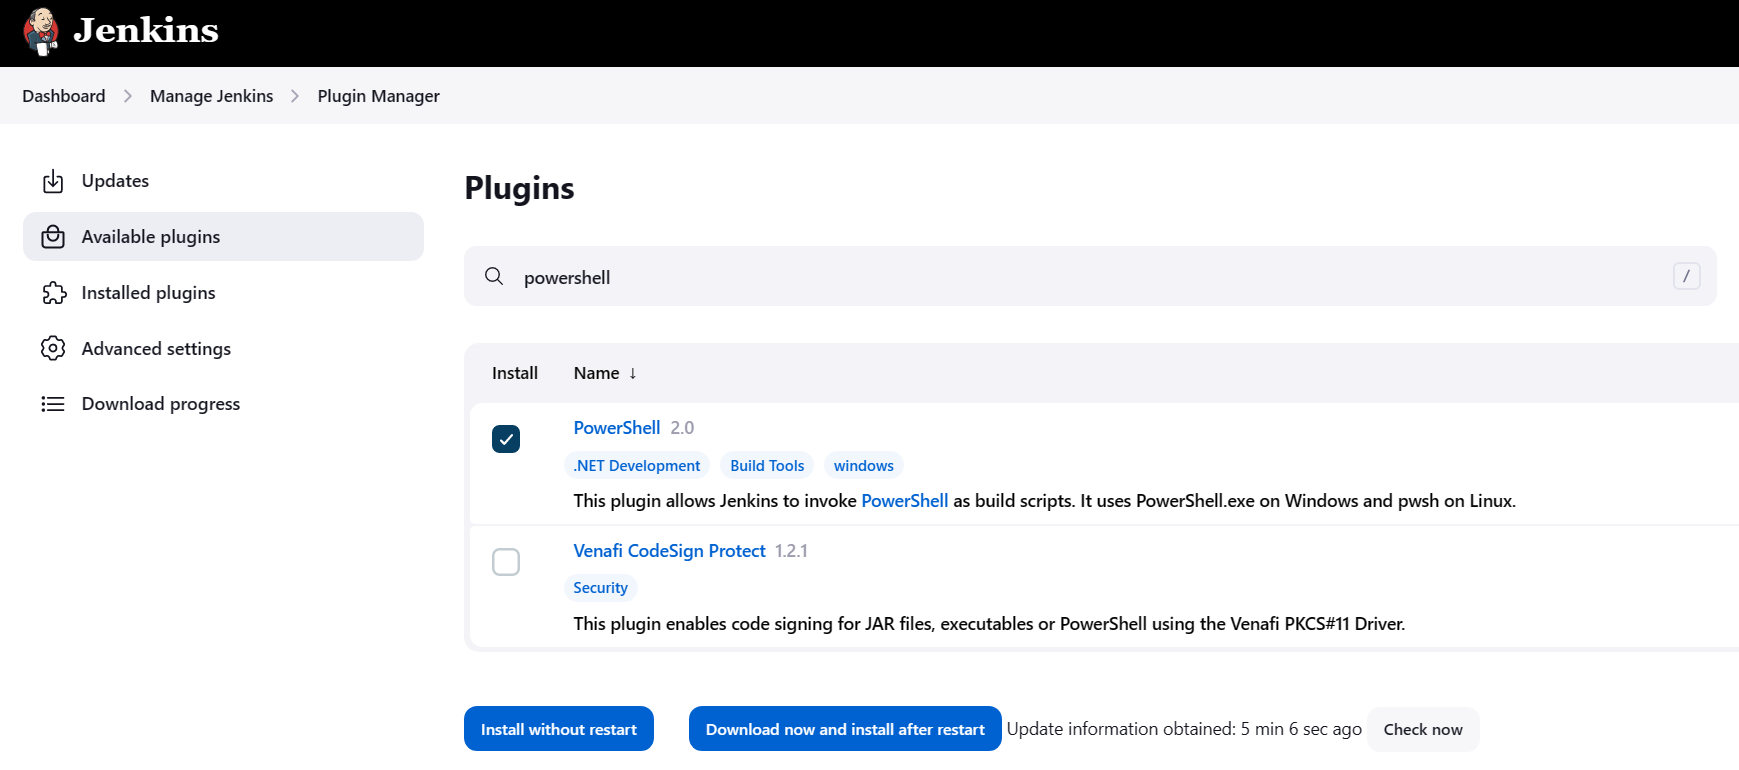 Jenkins
Dashboard > Manage Jenkins > Plugin Manager
Updates
Available plugins
Installed plugins
Advanced settings
Download progress
Plugins
powershell /
Install Name ↓
PowerShell 2.0
.NET Development Build Tools windows
This plugin allows Jenkins to invoke PowerShell as build scripts. It uses PowerShell.exe on Windows and pwsh on Linux.
Venafi CodeSign Protect 1.2.1
Security
This plugin enables code signing for JAR files, executables or PowerShell using the Venafi PKCS#11 Driver.
Install without restart Download now and install after restart Update information obtained: 5 min 6 sec ago Check now